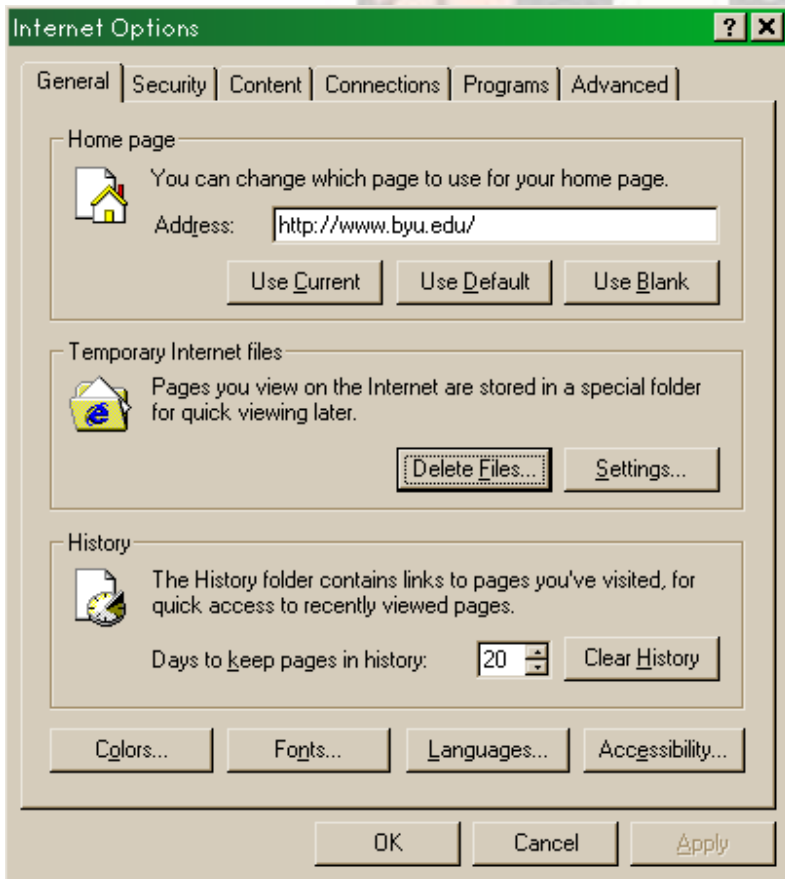 Internet Options
General Security Content Connections Programs Advanced
Home page
You can change which page to use for your home page.
Address: http://www.byu.edu/
Use Current Use Default Use Blank
Temporary Internet files
Pages you view on the Internet are stored in a special folder
for quick viewing later.
Delete Files... Settings...
History
The History folder contains links to pages you've visited, for
quick access to recently viewed pages.
Days to keep pages in history: 20 Clear History
Colors... Fonts... Languages... Accessibility...
OK Cancel Apply